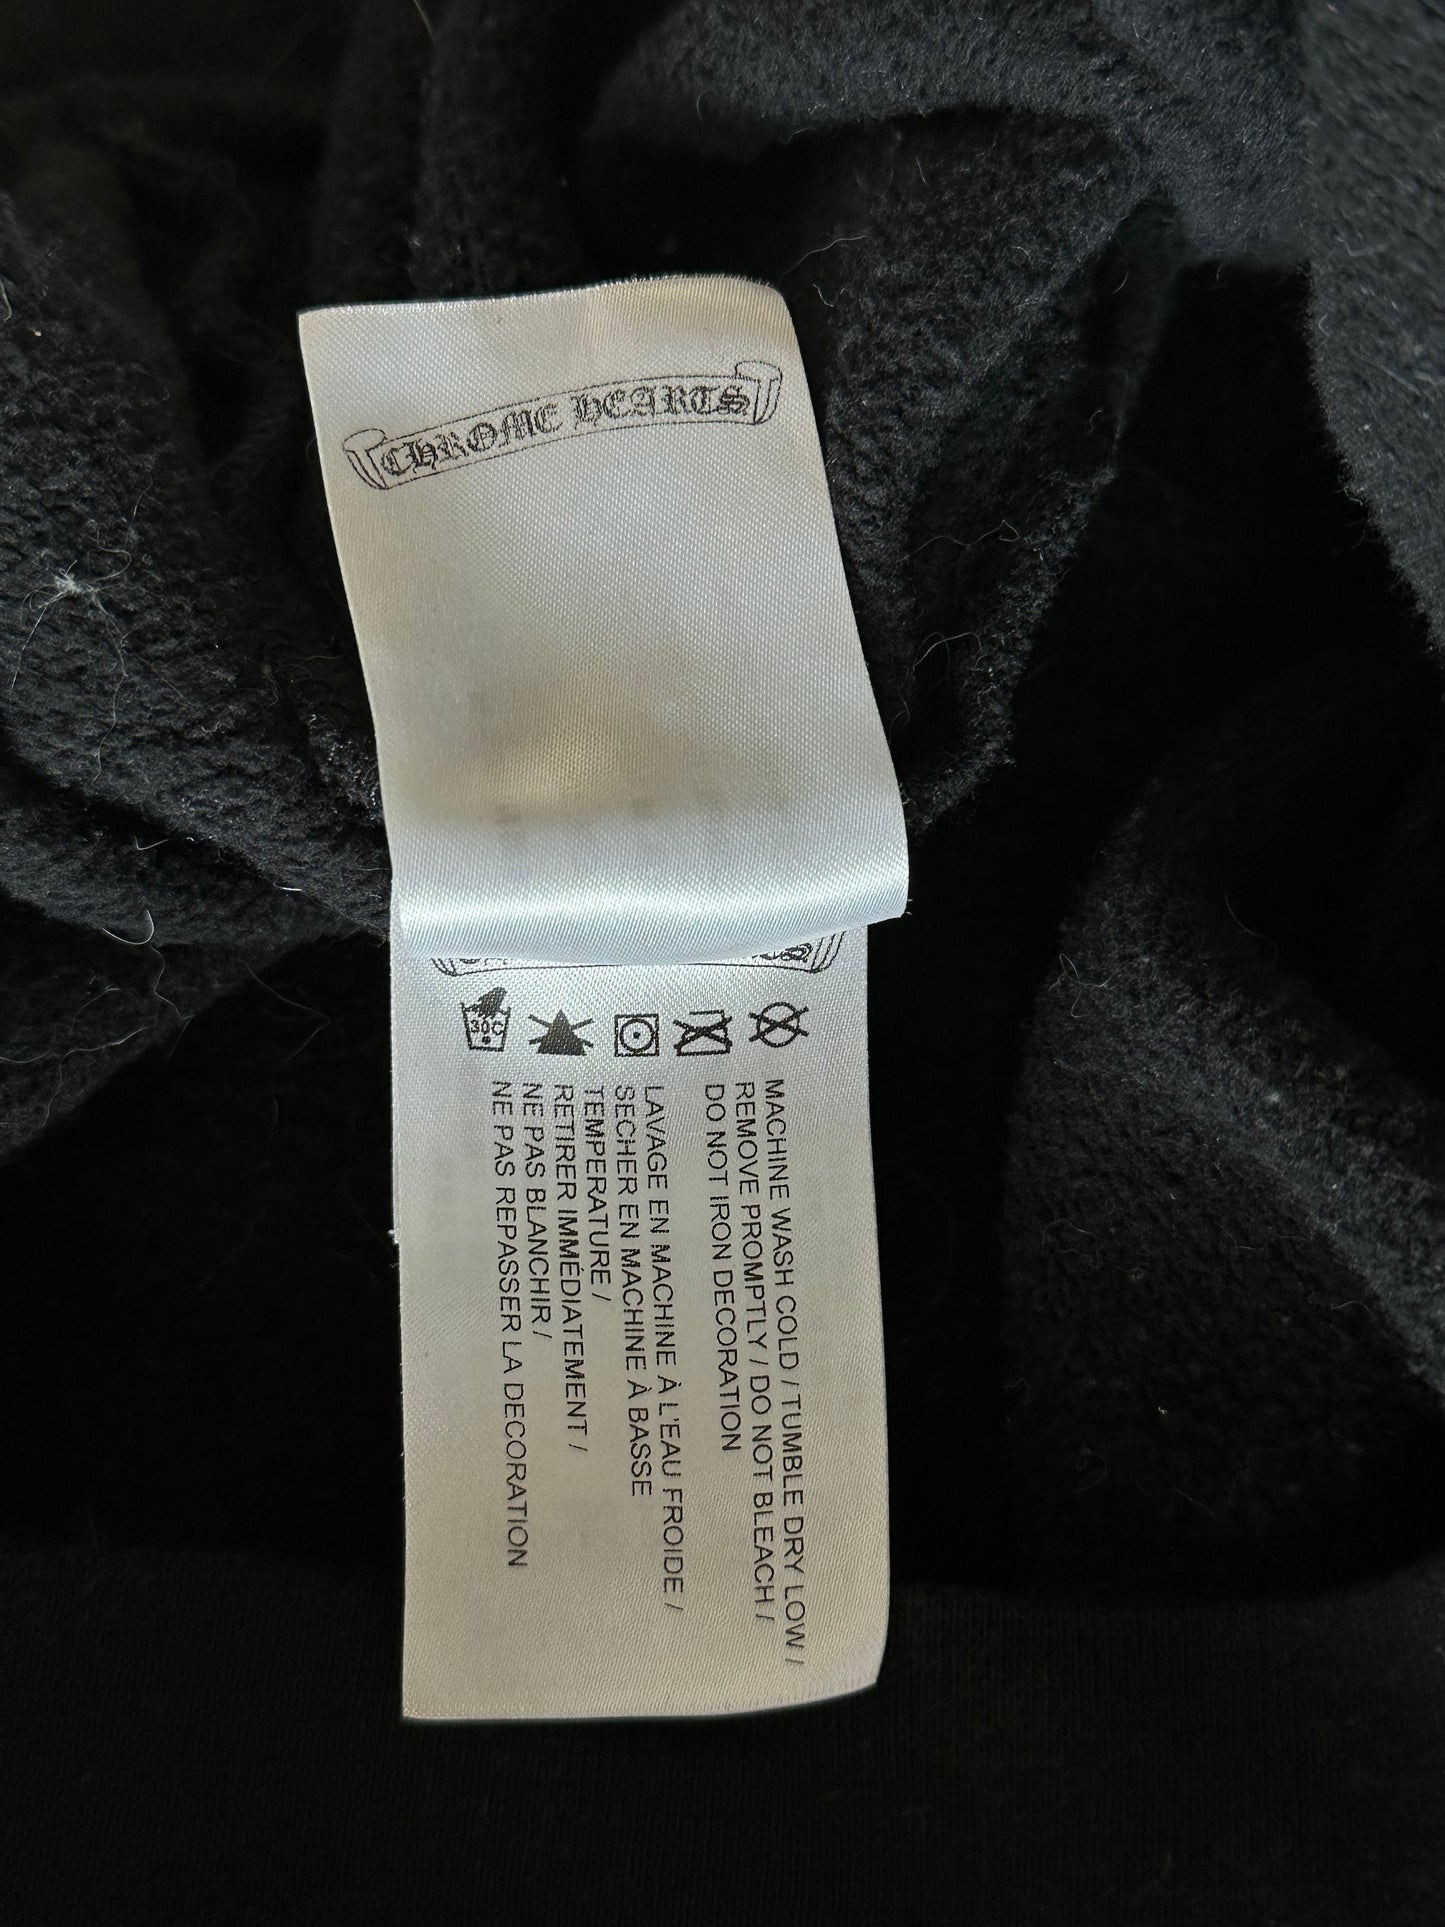 CHROME HEARTS
30C
MACHINE WASH COLD / TUMBLE DRY LOW /
REMOVE PROMPTLY / DO NOT BLEACH /
DO NOT IRON DECORATION
LAVAGE EN MACHINE À L'EAU FROIDE /
SECHER EN MACHINE À BASSE
TEMPERATURE /
RETIRER IMMÉDIATEMENT /
NE PAS BLANCHIR /
NE PAS REPASSER LA DECORATION